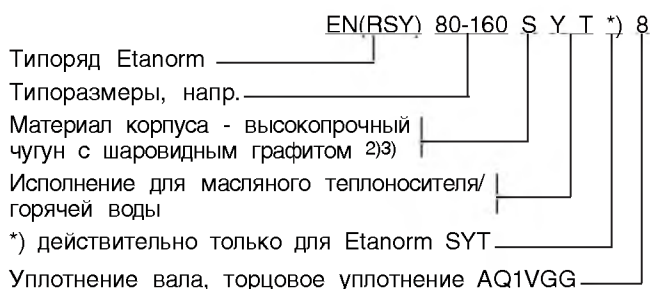 EN(RSY) 80-160 S Y T *) 8
Типоряд Etanorm
Типоразмеры, напр.
Материал корпуса - высокопрочный
чугун с шаровидным графитом 2)3)
Исполнение для масляного теплоносителя/
горячей воды
*) действительно только для Etanorm SYT
Уплотнение вала, торцовое уплотнение AQ1VGG